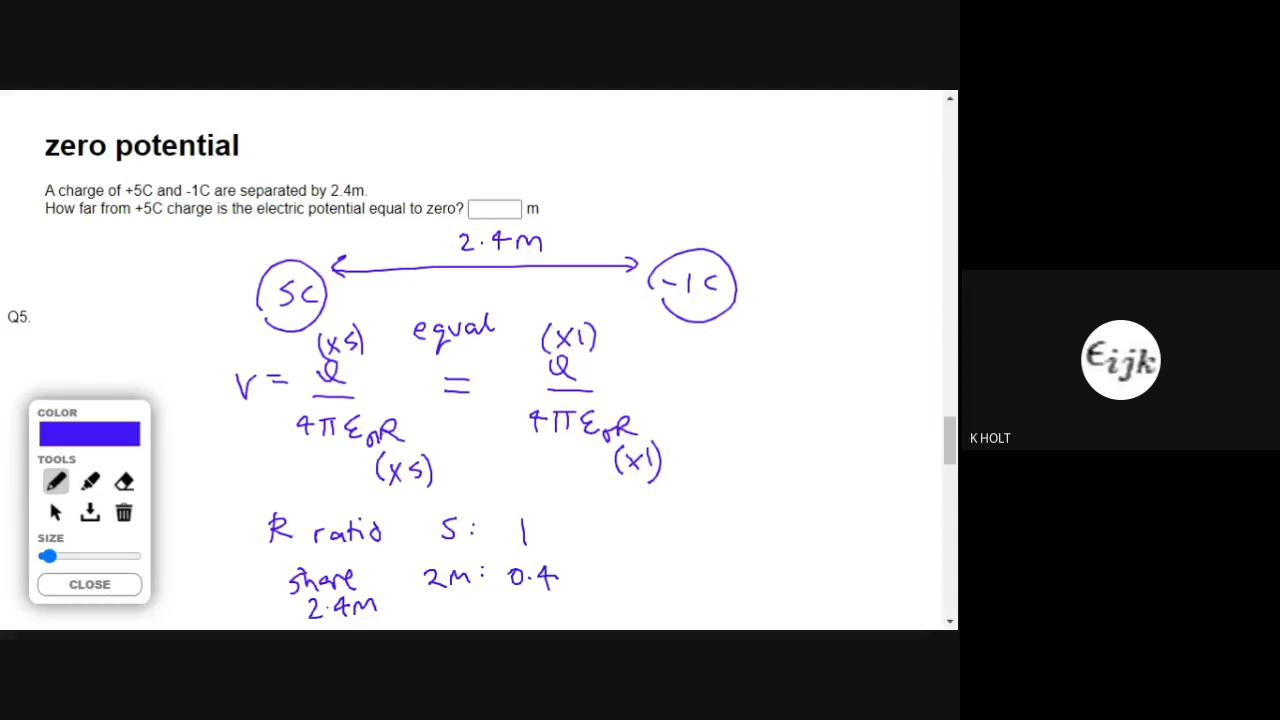 zero potential
A charge of +5C and -1C are separated by 2.4m.
How far from +5C charge is the electric potential equal to zero? m
2.4m
5C
-1C
Q5.
(x5) equal (x1)
V = Q = Q
4πε₀R 4πε₀R
(x5) (x1)
R ratio 5: 1
share 2m: 0.4
2.4m
COLOR
TOOLS
SIZE
CLOSE
ϵijk
K HOLT